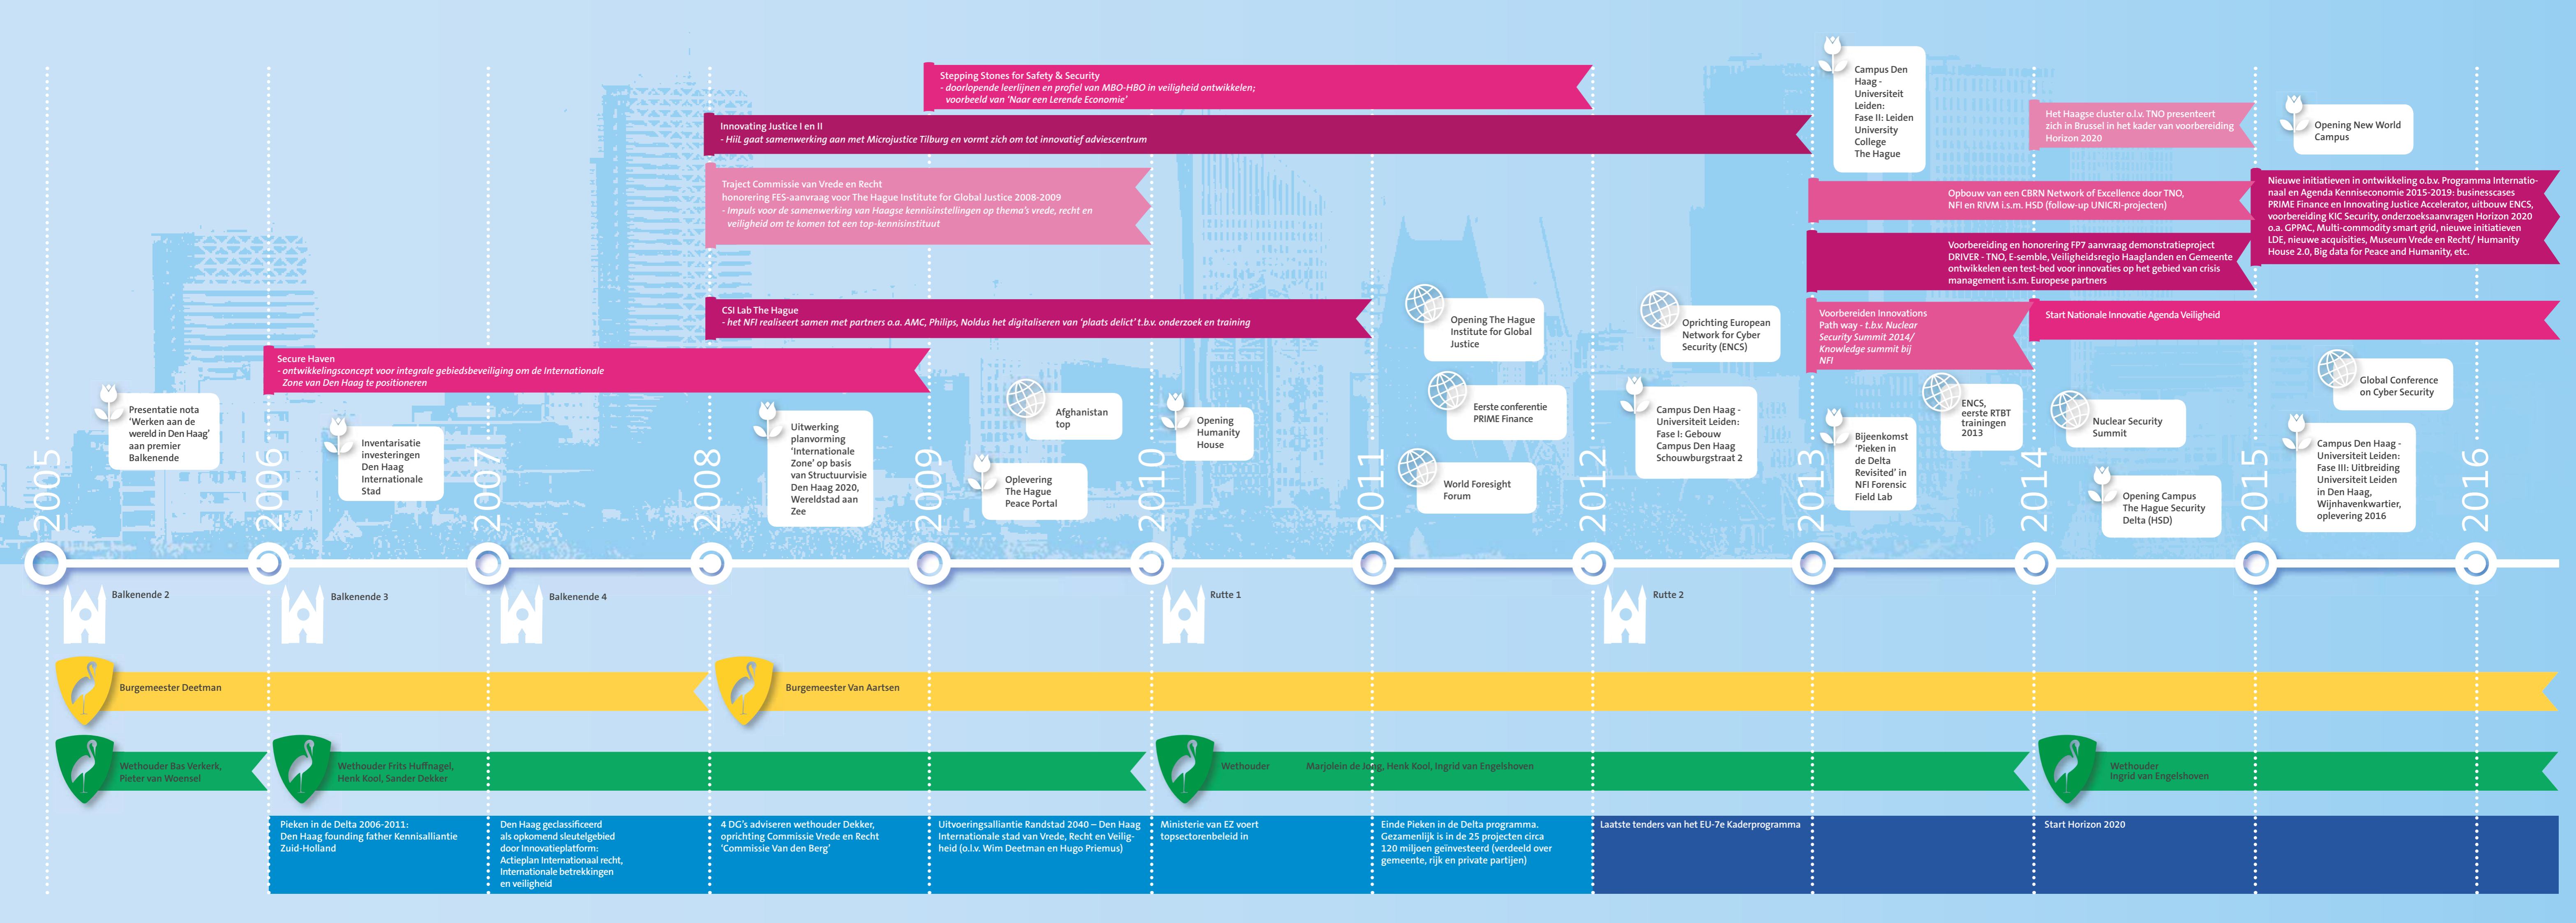 Stepping Stones for Safety & Security
- doorlopende leerlijnen en profiel van MBO-HBO in veiligheid ontwikkelen;
voorbeeld van ‘Naar een Lerende Economie’
Innovating Justice I en II
- HiiL gaat samenwerking aan met Microjustice Tilburg en vormt zich om tot innovatief adviescentrum
Traject Commissie van Vrede en Recht
honorering FES-aanvraag voor The Hague Institute for Global Justice 2008-2009
- Impuls voor de samenwerking van Haagse kennisinstellingen op thema’s vrede, recht en
veiligheid om te komen tot een top-kennisinstituut
CSI Lab The Hague
- het NFI realiseert samen met partners o.a. AMC, Philips, Noldus het digitaliseren van ‘plaats delict’ t.b.v. onderzoek en training
Secure Haven
- ontwikkelingsconcept voor integrale gebiedsbeveiliging om de Internationale
Zone van Den Haag te positioneren
Campus Den
Haag -
Universiteit
Leiden:
Fase II: Leiden
University
College
The Hague
Het Haagse cluster o.l.v. TNO presenteert
zich in Brussel in het kader van voorbereiding
Horizon 2020
Opening New World
Campus
Opbouw van een CBRN Network of Excellence door TNO,
NFI en RIVM i.s.m. HSD (follow-up UNICRI-projecten)
Nieuwe initiatieven in ontwikkeling o.b.v. Programma Internatio-
naal en Agenda Kenniseconomie 2015-2019: businesscases
PRIME Finance en Innovating Justice Accelerator, uitbouw ENCS,
voorbereiding KIC Security, onderzoeksaanvragen Horizon 2020
o.a. GPPAC, Multi-commodity smart grid, nieuwe initiatieven
LDE, nieuwe acquisities, Museum Vrede en Recht/ Humanity
House 2.0, Big data for Peace and Humanity, etc.
Voorbereiding en honorering FP7 aanvraag demonstratieproject
DRIVER - TNO, E-semble, Veiligheidsregio Haaglanden en Gemeente
ontwikkelen een test-bed voor innovaties op het gebied van crisis
management i.s.m. Europese partners
Voorbereiden Innovations
Path way - t.b.v. Nuclear
Security Summit 2014/
Knowledge summit bij
NFI
Start Nationale Innovatie Agenda Veiligheid
Presentatie nota
‘Werken aan de
wereld in Den Haag’
aan premier
Balkenende
Inventarisatie
investeringen
Den Haag
Internationale
Stad
Uitwerking
planvorming
‘Internationale
Zone’ op basis
van Structuurvisie
Den Haag 2020,
Wereldstad aan
Zee
Afghanistan
top
Oplevering
The Hague
Peace Portal
Opening
Humanity
House
Opening The Hague
Institute for Global
Justice
Eerste conferentie
PRIME Finance
World Foresight
Forum
Oprichting European
Network for Cyber
Security (ENCS)
Campus Den Haag -
Universiteit Leiden:
Fase I: Gebouw
Campus Den Haag
Schouwburgstraat 2
Bijeenkomst
‘Pieken in
de Delta
Revisited’ in
NFI Forensic
Field Lab
ENCS,
eerste RTBT
trainingen
2013
Nuclear Security
Summit
Opening Campus
The Hague Security
Delta (HSD)
Global Conference
on Cyber Security
Campus Den Haag -
Universiteit Leiden:
Fase III: Uitbreiding
Universiteit Leiden
in Den Haag,
Wijnhavenkwartier,
oplevering 2016
2005
2006
2007
2008
2009
2010
2011
2012
2013
2014
2015
2016
Balkenende 2
Balkenende 3
Balkenende 4
Rutte 1
Rutte 2
Burgemeester Deetman
Burgemeester Van Aartsen
Wethouder Bas Verkerk,
Pieter van Woensel
Wethouder Frits Huffnagel,
Henk Kool, Sander Dekker
Wethouder Marjolein de Jong, Henk Kool, Ingrid van Engelshoven
Wethouder
Ingrid van Engelshoven
Pieken in de Delta 2006-2011:
Den Haag founding father Kennisalliantie
Zuid-Holland
Den Haag geclassificeerd
als opkomend sleutelgebied
door Innovatieplatform:
Actieplan Internationaal recht,
Internationale betrekkingen
en veiligheid
4 DG’s adviseren wethouder Dekker,
oprichting Commissie Vrede en Recht
‘Commissie Van den Berg’
Uitvoeringsalliantie Randstad 2040 – Den Haag
Internationale stad van Vrede, Recht en Veilig-
heid (o.l.v. Wim Deetman en Hugo Priemus)
Ministerie van EZ voert
topsectorenbeleid in
Einde Pieken in de Delta programma.
Gezamenlijk is in de 25 projecten circa
120 miljoen geïnvesteerd (verdeeld over
gemeente, rijk en private partijen)
Laatste tenders van het EU-7e Kaderprogramma
Start Horizon 2020